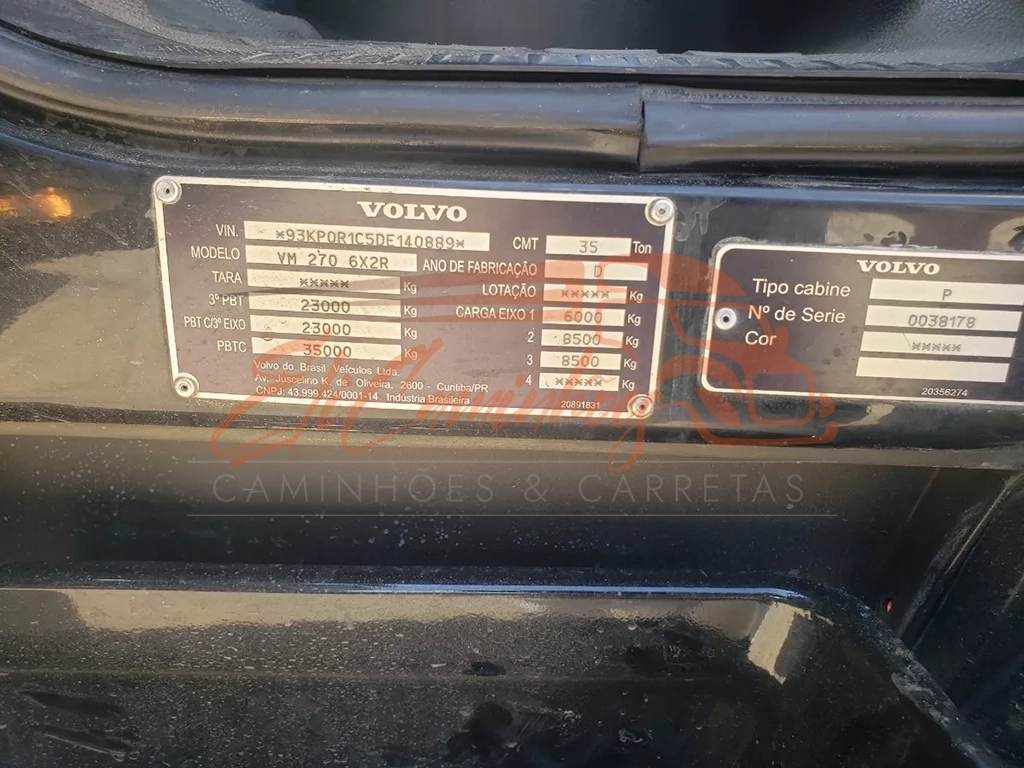 VOLVO
VIN. *93KP0R1C5DE140889* CMT 35 Ton
MODELO VM 270 6X2R ANO DE FABRICAÇÃO D
TARA ***** Kg LOTAÇÃO ***** Kg
3º PBT 23000 Kg CARGA EIXO 1 6000 Kg
PBT C/3º EIXO 23000 Kg 2 8500 Kg
PBTC 35000 Kg 3 8500 Kg
4 ***** Kg
Volvo do Brasil Veículos Ltda.
Av. Juscelino K. de Oliveira, 2600 - Curitiba/PR
CNPJ: 43.999.424/0001-14 Indústria Brasileira 20891831
VOLVO
Tipo cabine P
Nº de Serie 0038178
Cor *****
20356274
CAMINHÕES & CARRETAS